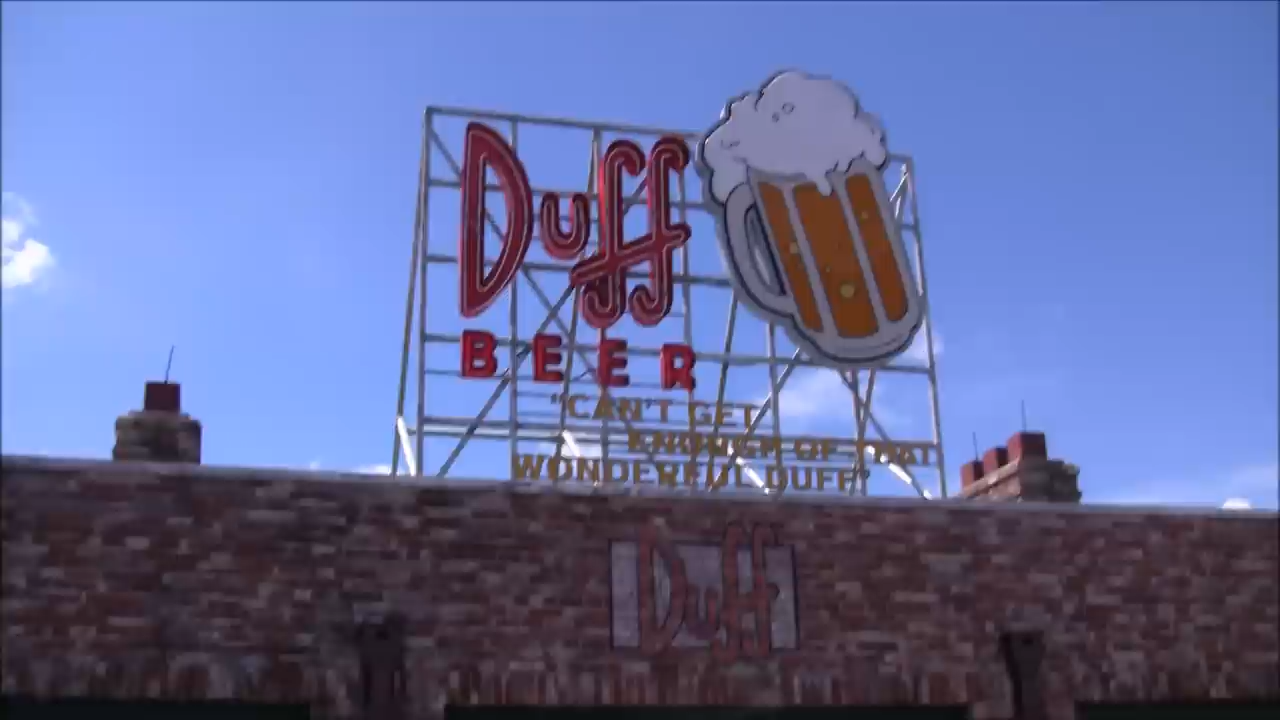 Duff
BEER
"CAN'T GET
ENOUGH OF THAT
WONDERFUL DUFF"
Duff